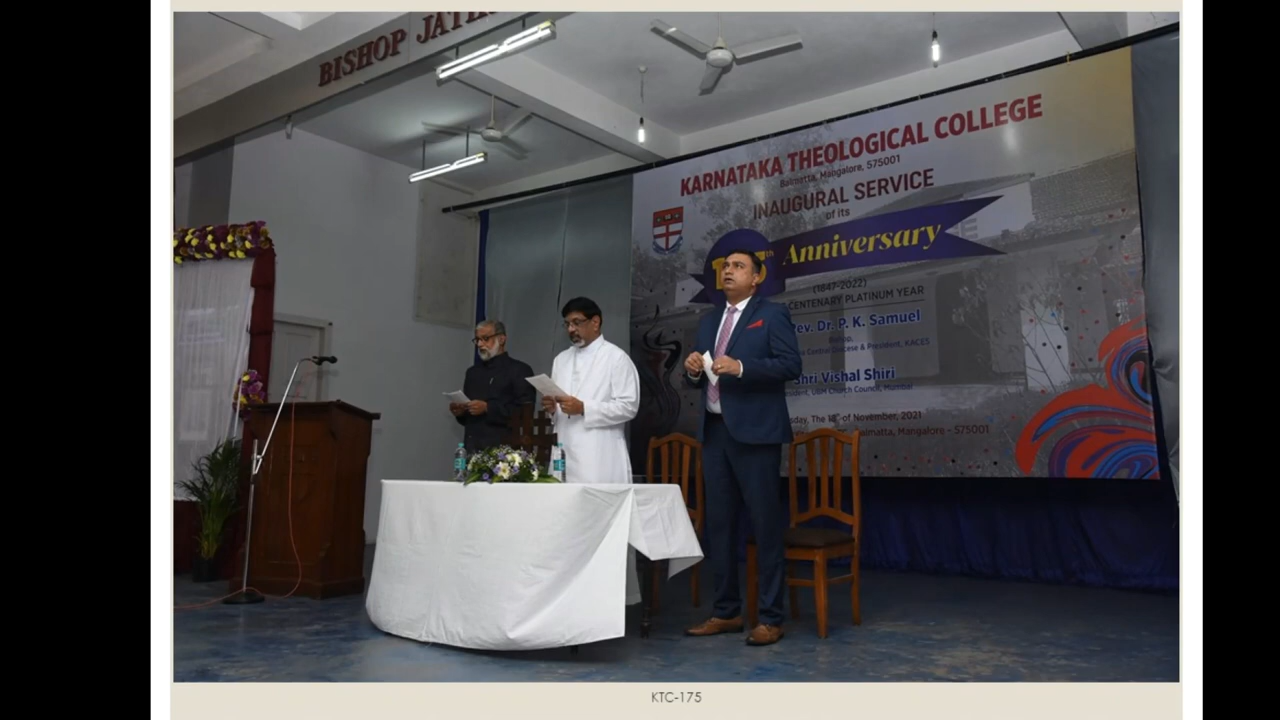 BISHOP
KARNATAKA THEOLOGICAL COLLEGE
Balmatta, Mangalore, 575001
INAUGURAL SERVICE
of its
th Anniversary
(1847-2022)
CENTENARY PLATINUM YEAR
Rev. Dr. P. K. Samuel
Bishop,
Central Diocese & President, KACES
Shri Vishal Shiri
UBM Church Council, Mumbai
The 18th of November, 2021
Balmatta, Mangalore - 575001
KTC-175